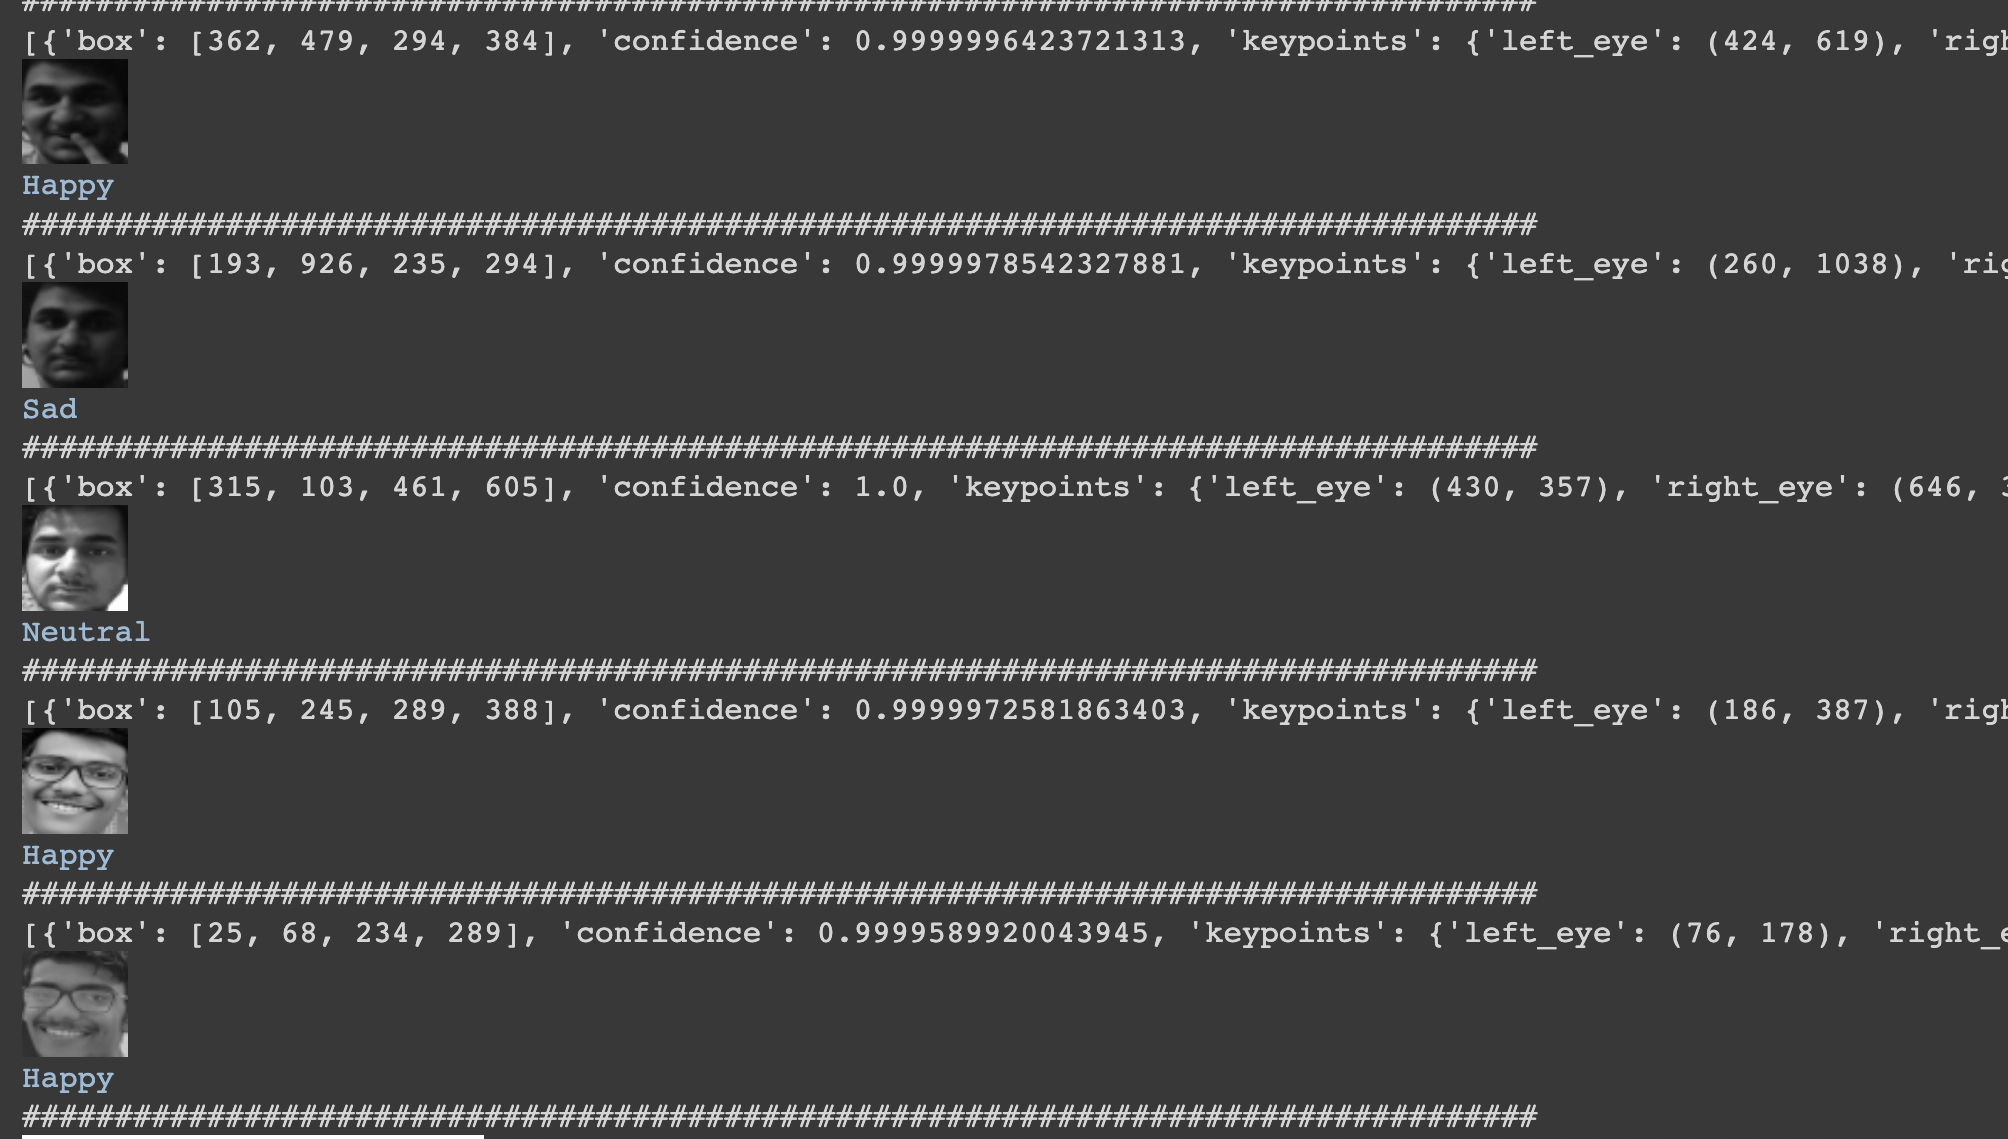 ##################################################################################
[{'box': [362, 479, 294, 384], 'confidence': 0.9999996423721313, 'keypoints': {'left_eye': (424, 619), 'righ
Happy
##################################################################################
[{'box': [193, 926, 235, 294], 'confidence': 0.9999978542327881, 'keypoints': {'left_eye': (260, 1038), 'rig
Sad
##################################################################################
[{'box': [315, 103, 461, 605], 'confidence': 1.0, 'keypoints': {'left_eye': (430, 357), 'right_eye': (646, 3
Neutral
##################################################################################
[{'box': [105, 245, 289, 388], 'confidence': 0.9999972581863403, 'keypoints': {'left_eye': (186, 387), 'righ
Happy
##################################################################################
[{'box': [25, 68, 234, 289], 'confidence': 0.9999589920043945, 'keypoints': {'left_eye': (76, 178), 'right_e
Happy
##################################################################################